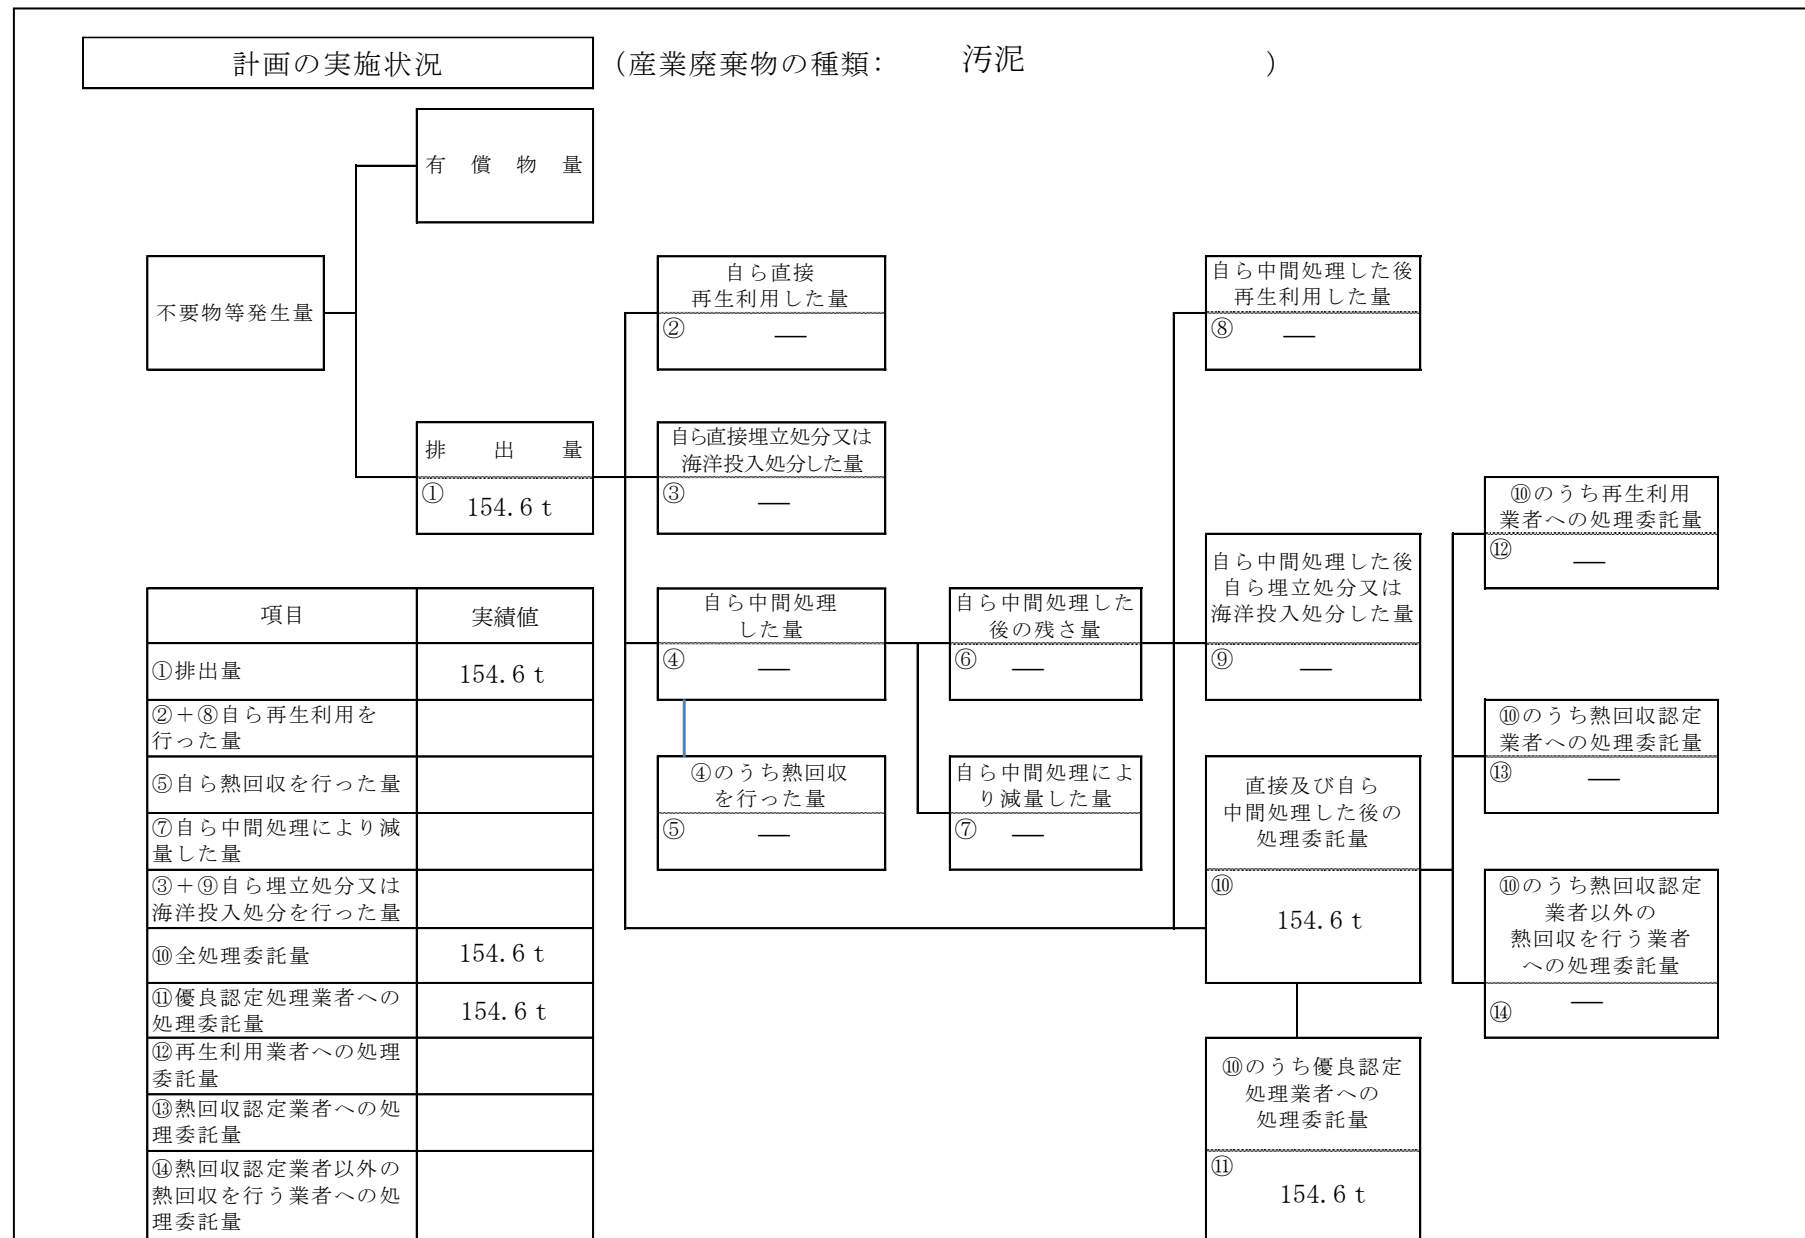 計画の実施状況 (産業廃棄物の種類: 汚泥 )
有償物量
不要物等発生量
排出量
① 154.6 t
自ら直接
再生利用した量
② ―
自ら直接埋立処分又は
海洋投入処分した量
③ ―
自ら中間処理
した量
④ ―
④のうち熱回収
を行った量
⑤ ―
自ら中間処理した
後の残さ量
⑥ ―
自ら中間処理によ
り減量した量
⑦ ―
自ら中間処理した後
再生利用した量
⑧ ―
自ら中間処理した後
自ら埋立処分又は
海洋投入処分した量
⑨ ―
直接及び自ら
中間処理した後の
処理委託量
⑩
154.6 t
⑩のうち優良認定
処理業者への
処理委託量
⑪
154.6 t
⑩のうち再生利用
業者への処理委託量
⑫ ―
⑩のうち熱回収認定
業者への処理委託量
⑬ ―
⑩のうち熱回収認定
業者以外の
熱回収を行う業者
への処理委託量
⑭ ―
項目 実績値
①排出量 154.6 t
②+⑧自ら再生利用を
行った量
⑤自ら熱回収を行った量
⑦自ら中間処理により減
量した量
③+⑨自ら埋立処分又は
海洋投入処分を行った量
⑩全処理委託量 154.6 t
⑪優良認定処理業者への
処理委託量 154.6 t
⑫再生利用業者への処理
委託量
⑬熱回収認定業者への処
理委託量
⑭熱回収認定業者以外の
熱回収を行う業者への処
理委託量